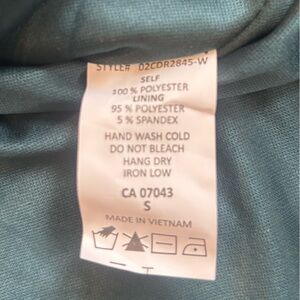 STYLE# 02CDR2845-W
SELF
100 % POLYESTER
LINING
95 % POLYESTER
5 % SPANDEX
HAND WASH COLD
DO NOT BLEACH
HANG DRY
IRON LOW
CA 07043
S
MADE IN VIETNAM